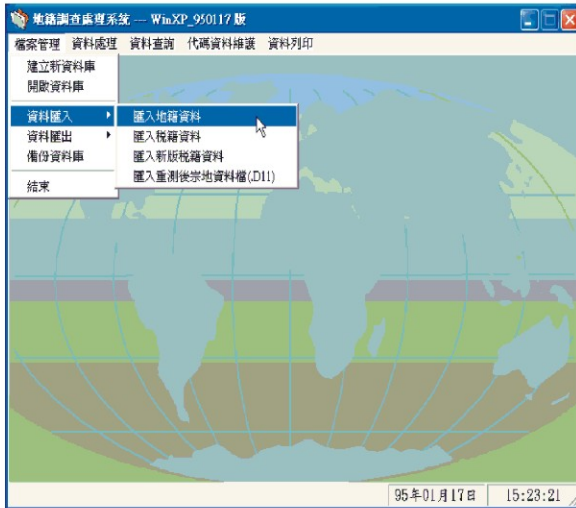 地籍調查處理系統 --- WinXP_950117 版
檔案管理 資料處理 資料查詢 代碼資料維護 資料列印
建立新資料庫
開啟資料庫
資料匯入
資料匯出
備份資料庫
結束
匯入地籍資料
匯入稅籍資料
匯入新版稅籍資料
匯入重測後宗地資料檔(D11)
95年01月17日 15:23:21